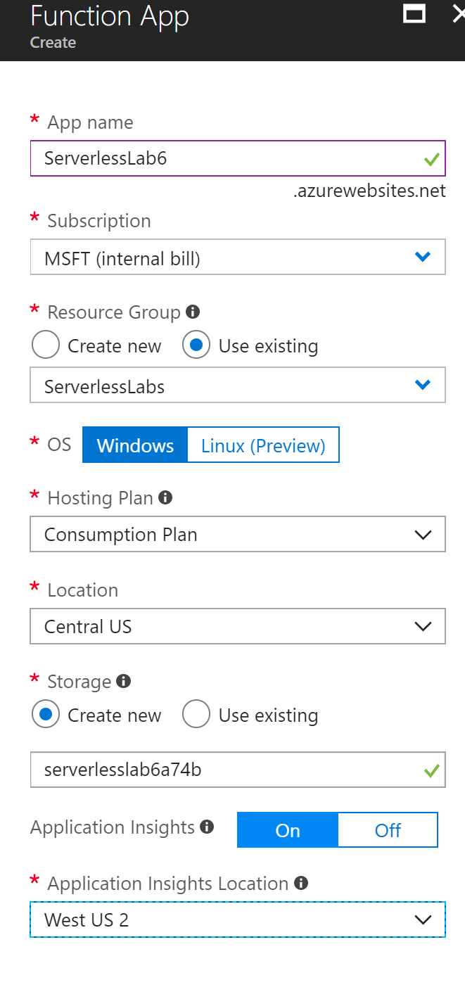 Function App
Create
* App name
ServerlessLab6
.azurewebsites.net
* Subscription
MSFT (internal bill)
* Resource Group
Create new Use existing
ServerlessLabs
* OS Windows Linux (Preview)
* Hosting Plan
Consumption Plan
* Location
Central US
* Storage
Create new Use existing
serverlesslab6a74b
Application Insights On Off
* Application Insights Location
West US 2